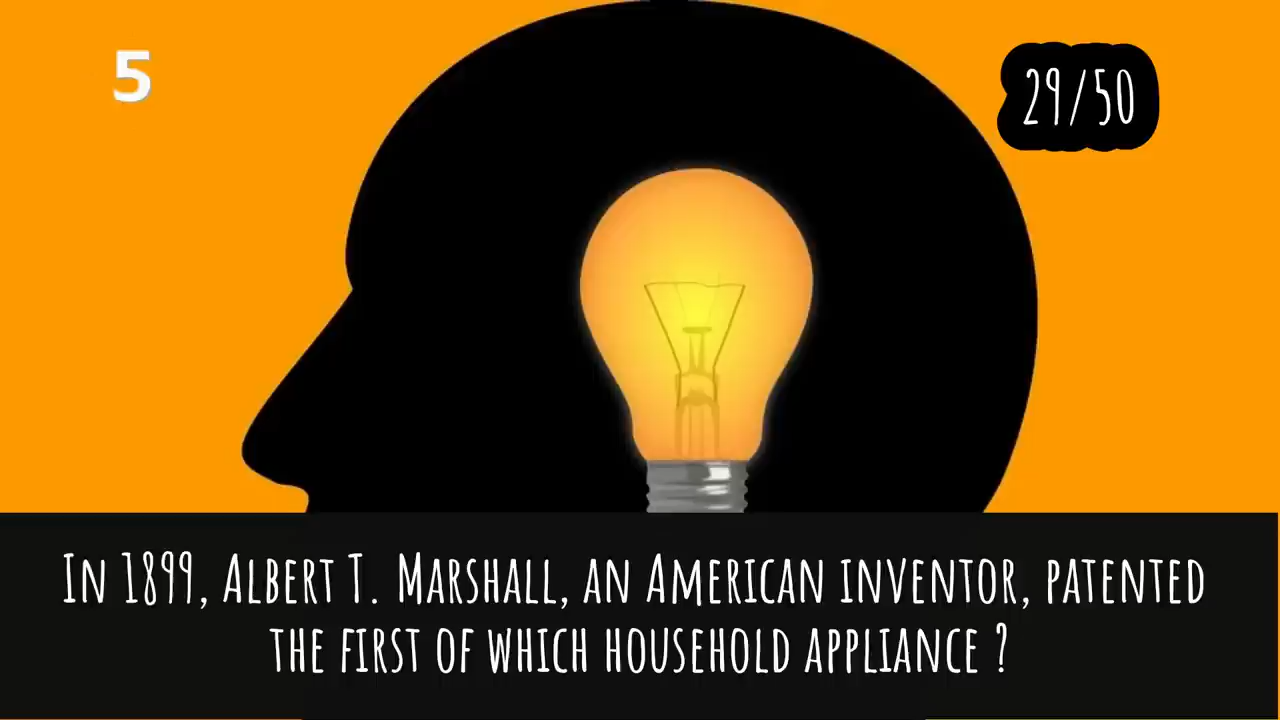 5
29/50
In 1899, Albert T. Marshall, an American inventor, patented
the first of which household appliance ?